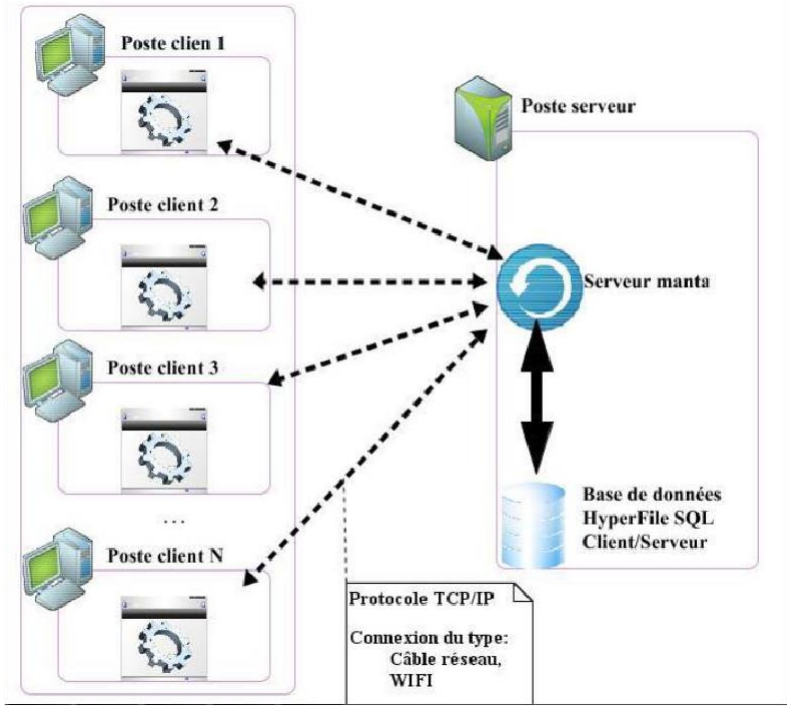 Poste clien 1
Poste serveur
Poste client 2
Serveur manta
Poste client 3
Base de données
HyperFile SQL
Client/Serveur
...
Poste client N
Protocole TCP/IP
Connexion du type:
Câble réseau,
WIFI